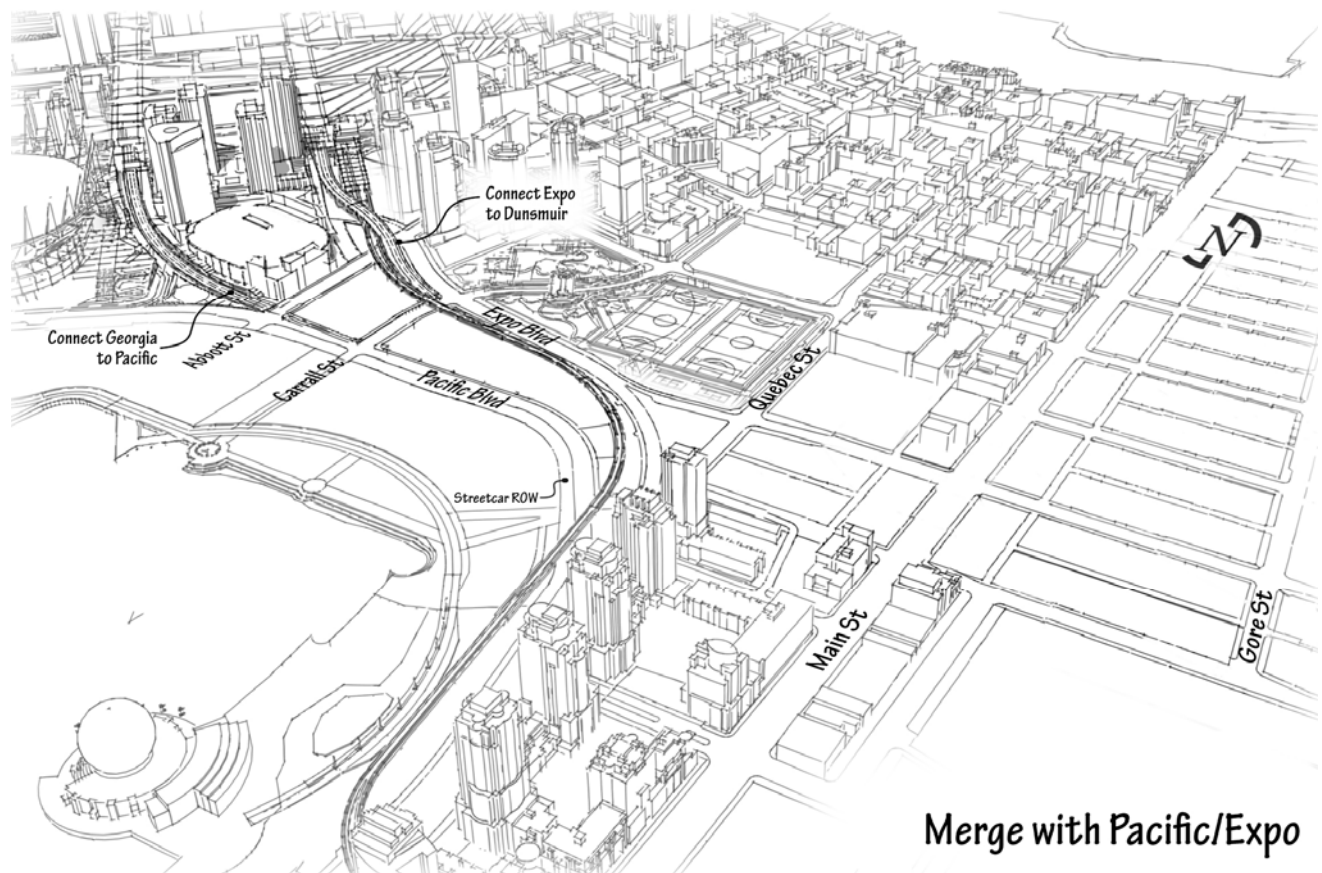 Connect Expo
to Dunsmuir
N
Connect Georgia
to Pacific
Abbott St
Carrall St
Expo Blvd
Pacific Blvd
Quebec St
Streetcar ROW
Main St
Gore St
Merge with Pacific/Expo